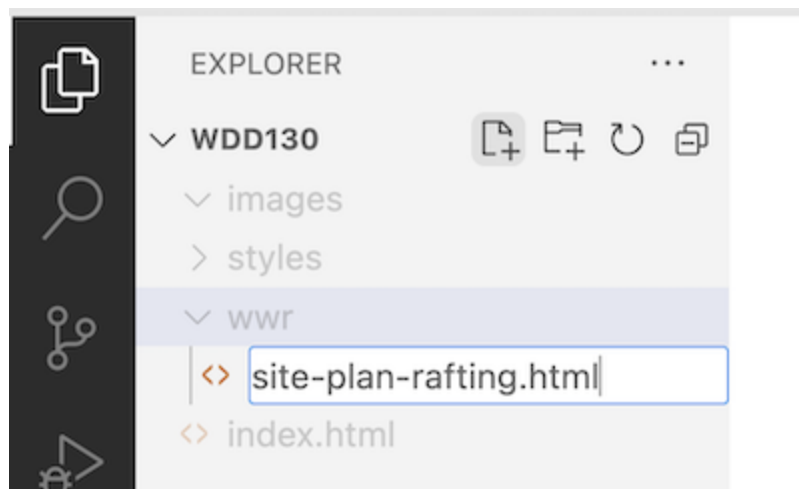 EXPLORER
WDD130
images
styles
wwr
site-plan-rafting.html
index.html